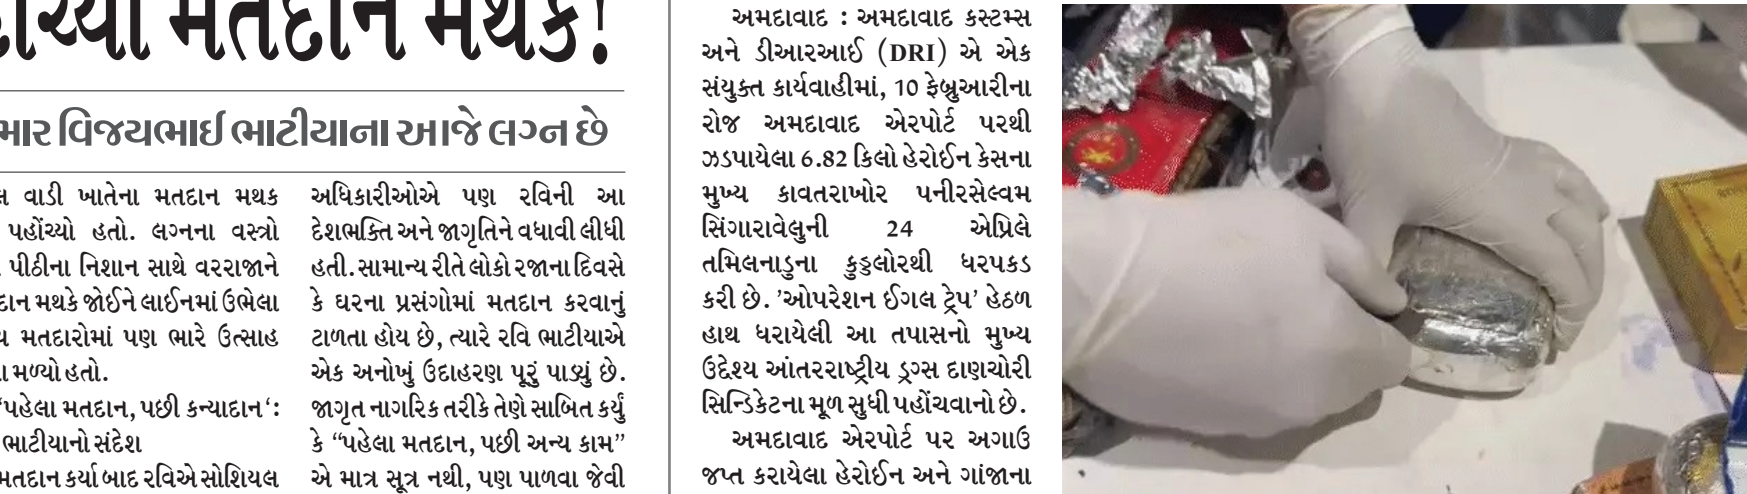 મતદાન મથકે!
વિજયભાઈ ભાટીયાના આજે લગ્ન છે
વાડી ખાતેના મતદાન મથક
પહોંચ્યો હતો. લગ્નના વસ્ત્રો
પીઠીના નિશાન સાથે વરરાજાને
મથકે જોઈને લાઈનમાં ઉભેલા
મતદારોમાં પણ ભારે ઉત્સાહ
મળ્યો હતો.
‘પહેલા મતદાન, પછી કન્યાદાન‘:
ભાટીયાનો સંદેશ
મતદાન કર્યા બાદ રવિએ સોશિયલ
અધિકારીઓએ પણ રવિની આ
દેશભક્તિ અને જાગૃતિને વધાવી લીધી
હતી. સામાન્ય રીતે લોકો રજાના દિવસે
કે ઘરના પ્રસંગોમાં મતદાન કરવાનું
ટાળતા હોય છે, ત્યારે રવિ ભાટીયાએ
એક અનોખું ઉદાહરણ પૂરું પાડ્યું છે.
જાગૃત નાગરિક તરીકે તેણે સાબિત કર્યું
કે “પહેલા મતદાન, પછી અન્ય કામ”
એ માત્ર સૂત્ર નથી, પણ પાળવા જેવી
અમદાવાદ : અમદાવાદ કસ્ટમ્સ
અને ડીઆરઆઈ (DRI) એ એક
સંયુક્ત કાર્યવાહીમાં, 10 ફેબ્રુઆરીના
રોજ અમદાવાદ એરપોર્ટ પરથી
ઝડપાયેલા 6.82 કિલો હેરોઈન કેસના
મુખ્ય કાવતરાખોર પનીરસેલ્વમ
સિંગારાવેલુની 24 એપ્રિલે
તમિલનાડુના કુડ્ડલોરથી ધરપકડ
કરી છે. 'ઓપરેશન ઈગલ ટ્રેપ' હેઠળ
હાથ ધરાયેલી આ તપાસનો મુખ્ય
ઉદ્દેશ્ય આંતરરાષ્ટ્રીય ડ્રગ્સ દાણચોરી
સિન્ડિકેટના મૂળ સુધી પહોંચવાનો છે.
અમદાવાદ એરપોર્ટ પર અગાઉ
જપ્ત કરાયેલા હેરોઈન અને ગાંજાના